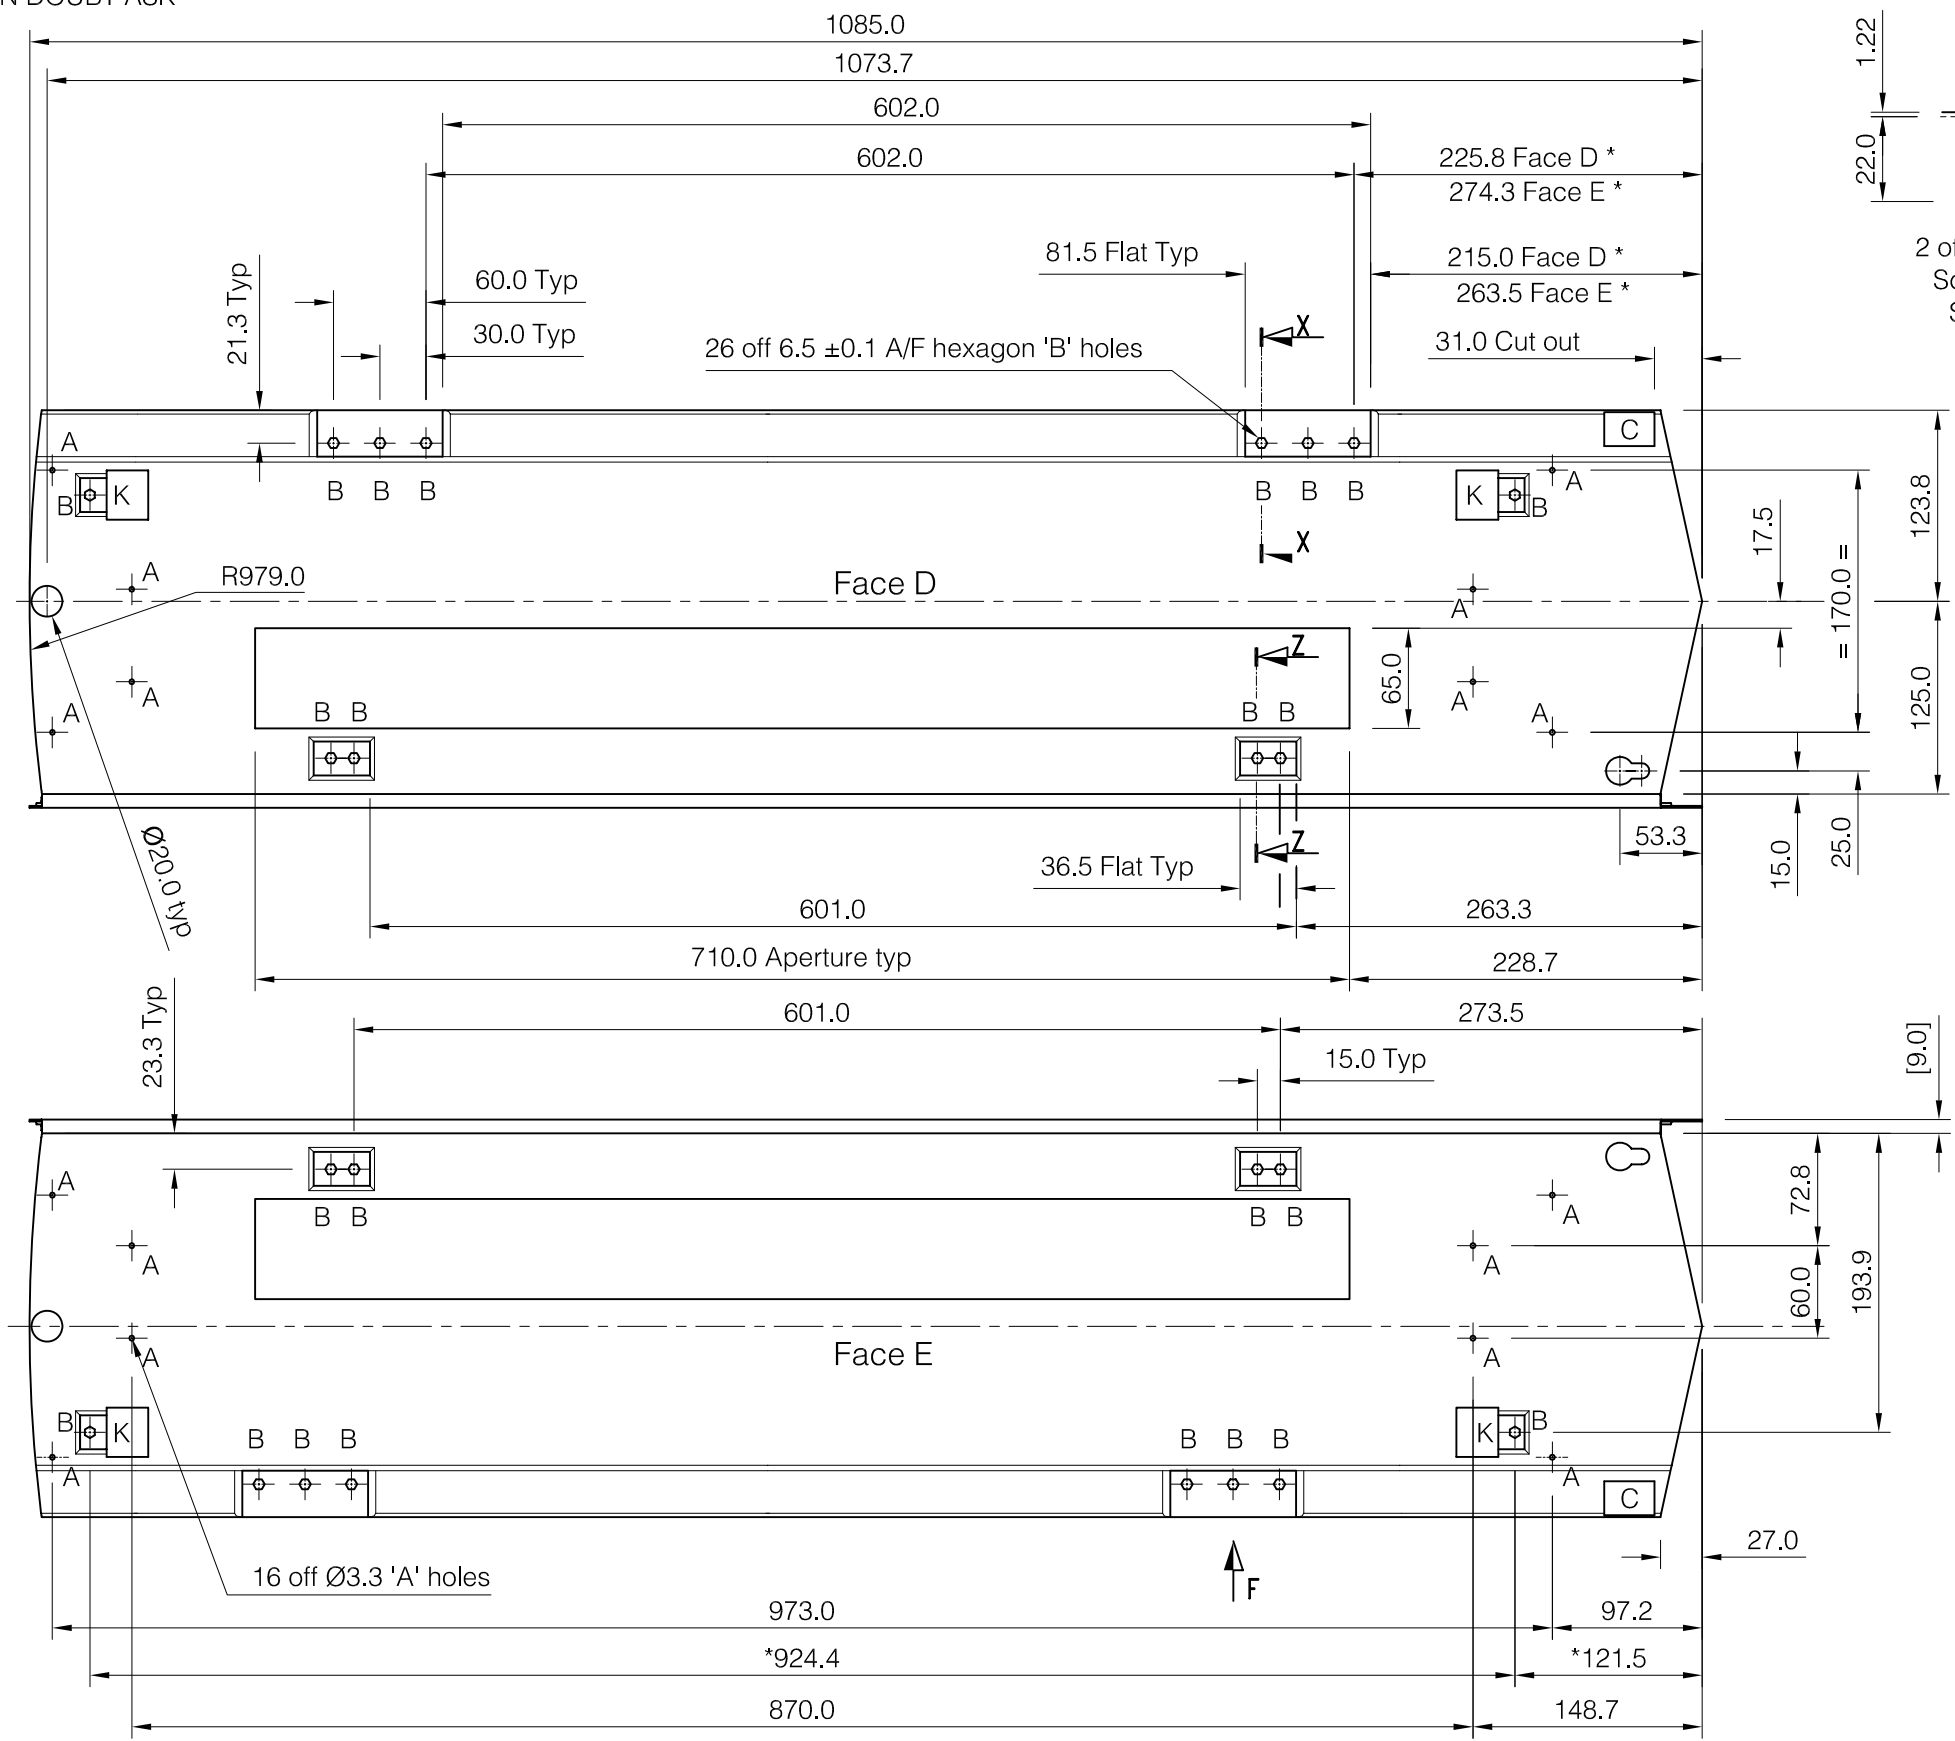 N DOUBT ASK
1085.0
1073.7
602.0
602.0
225.8 Face D *
274.3 Face E *
1.22
22.0
21.3 Typ
60.0 Typ
30.0 Typ
81.5 Flat Typ
215.0 Face D *
263.5 Face E *
2 of
26 off 6.5 ±0.1 A/F hexagon 'B' holes
X
31.0 Cut out
C
A
A
B K
B B B
B B B
K B
X
R979.0
A
Face D
A
17.5
= 170.0 =
123.8
A
Z
65.0
A
125.0
A
B B
B B
A
Ø20.0 typ
Z
53.3
36.5 Flat Typ
15.0
25.0
601.0
263.3
710.0 Aperture typ
228.7
23.3 Typ
601.0
273.5
15.0 Typ
[9.0]
A
A
B B
B B
A
A
72.8
60.0
193.9
A
Face E
A
B K
B B B
B B B
K B
A
A
C
27.0
16 off Ø3.3 'A' holes
F
973.0
97.2
*924.4
*121.5
870.0
148.7